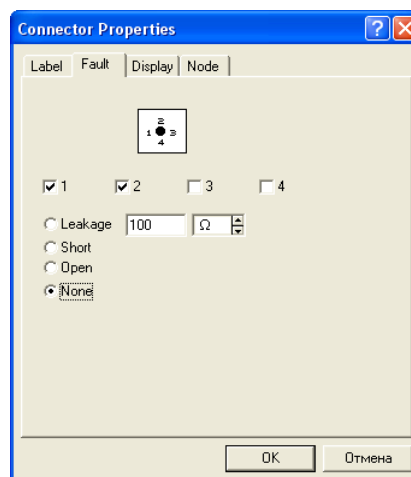 Connector Properties
Label Fault Display Node
2
1 3
4
1 2 3 4
Leakage 100 Ω
Short
Open
None
OK Отмена